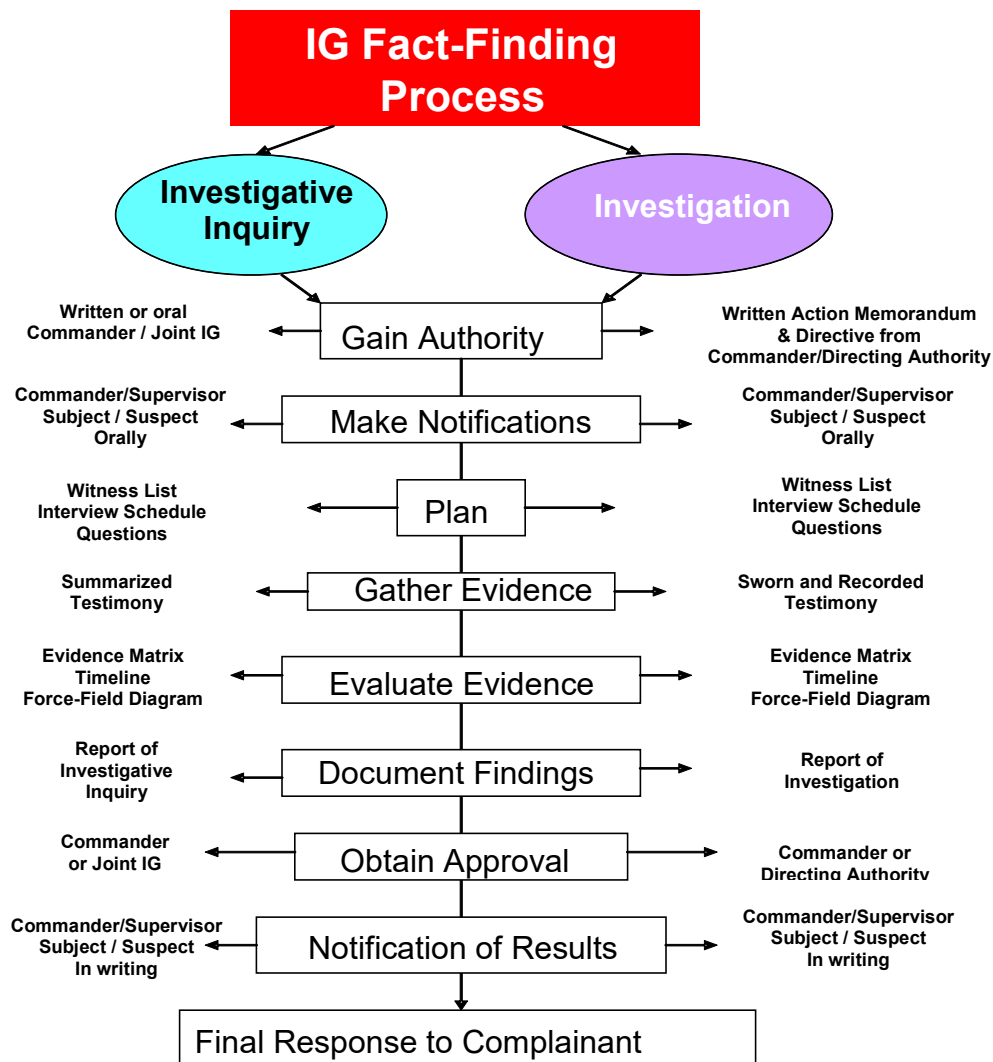 IG Fact-Finding
Process
Investigative
Inquiry
Investigation
Written or oral
Commander / Joint IG
Gain Authority
Written Action Memorandum
& Directive from
Commander/Directing Authority
Commander/Supervisor
Subject / Suspect
Orally
Make Notifications
Commander/Supervisor
Subject / Suspect
Orally
Witness List
Interview Schedule
Questions
Plan
Witness List
Interview Schedule
Questions
Summarized
Testimony
Gather Evidence
Sworn and Recorded
Testimony
Evidence Matrix
Timeline
Force-Field Diagram
Evaluate Evidence
Evidence Matrix
Timeline
Force-Field Diagram
Report of
Investigative
Inquiry
Document Findings
Report of
Investigation
Commander
or Joint IG
Obtain Approval
Commander or
Directing Authority
Commander/Supervisor
Subject / Suspect
In writing
Notification of Results
Commander/Supervisor
Subject / Suspect
In writing
Final Response to Complainant